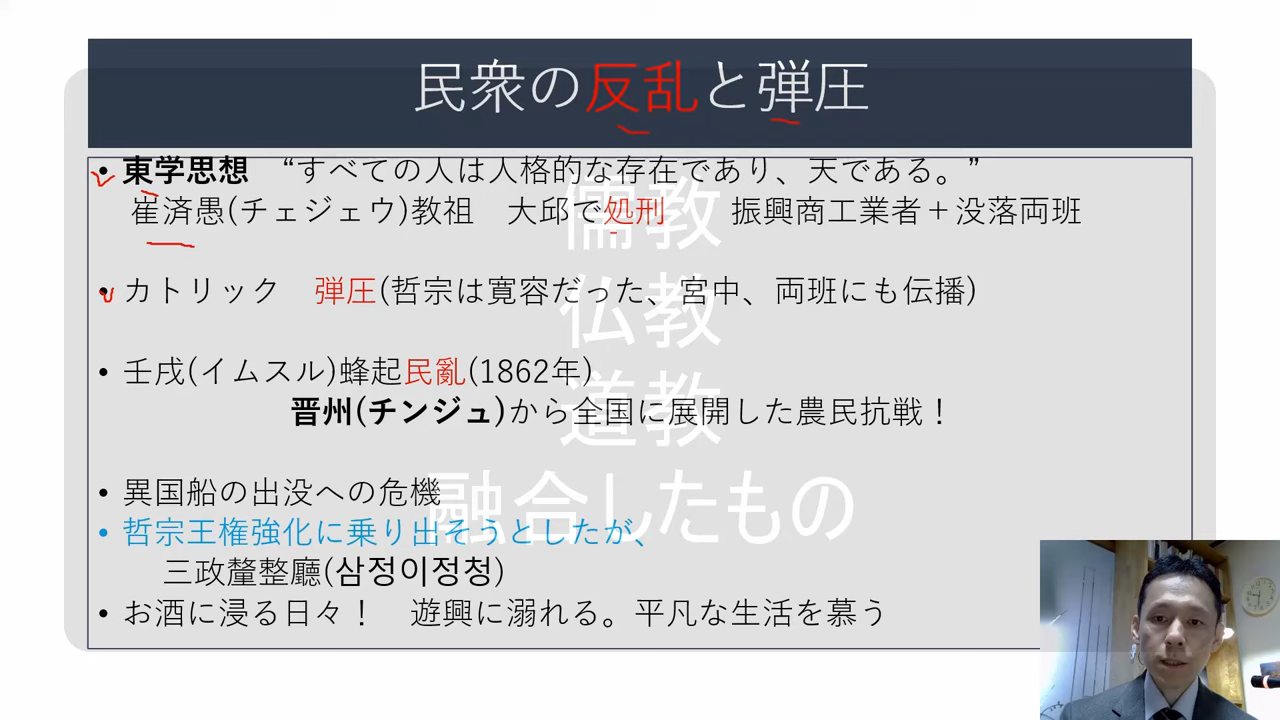 民衆の反乱と弾圧
• 東学思想 “すべての人は人格的な存在であり、天である。”
崔済愚(チェジェウ)教祖 大邱で処刑 振興商工業者＋没落両班
• カトリック 弾圧(哲宗は寛容だった、宮中、両班にも伝播)
• 壬戌(イムスル)蜂起民亂(1862年)
晋州(チンジュ)から全国に展開した農民抗戦！
• 異国船の出没への危機
• 哲宗王権強化に乗り出そうとしたが、
三政釐整廳(삼정이정청)
• お酒に浸る日々！ 遊興に溺れる。平凡な生活を慕う
儒教
仏教
道教
融合したもの